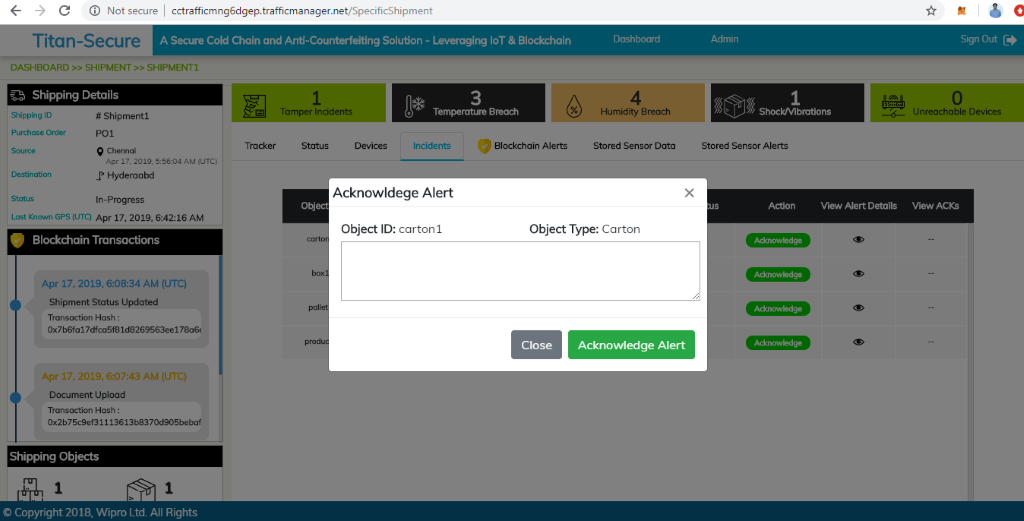 Not secure | cctrafficmng6dgep.trafficmanager.net/SpecificShipment
Titan-Secure
A Secure Cold Chain and Anti-Counterfeiting Solution - Leveraging IoT & Blockchain
Dashboard
Admin
Sign Out
DASHBOARD >> SHIPMENT >> SHIPMENT1
Shipping Details
Shipping ID # Shipment1
Purchase Order PO1
Source Chennai
Apr 17, 2019, 5:56:04 AM (UTC)
Destination Hyderaabd
Status In-Progress
Last Known GPS (UTC) Apr 17, 2019, 6:42:16 AM
Blockchain Transactions
Apr 17, 2019, 6:08:34 AM (UTC)
Shipment Status Updated
Transaction Hash :
0x7b6fa17dfca5f81d8269563ee178a6
Apr 17, 2019, 6:07:43 AM (UTC)
Document Upload
Transaction Hash :
0x2b75c9ef31113613b8370d905bebaf
Shipping Objects
1
1
1
Tamper Incidents
3
Temperature Breach
4
Humidity Breach
1
Shock/Vibrations
0
Unreachable Devices
Tracker Status Devices Incidents Blockchain Alerts Stored Sensor Data Stored Sensor Alerts
Object tus Action View Alert Details View ACKs
carton Acknowledge --
box1 Acknowledge --
pallet Acknowledge --
produc Acknowledge --
Acknowldege Alert ×
Object ID: carton1 Object Type: Carton
Close Acknowledge Alert
© Copyright 2018, Wipro Ltd. All Rights